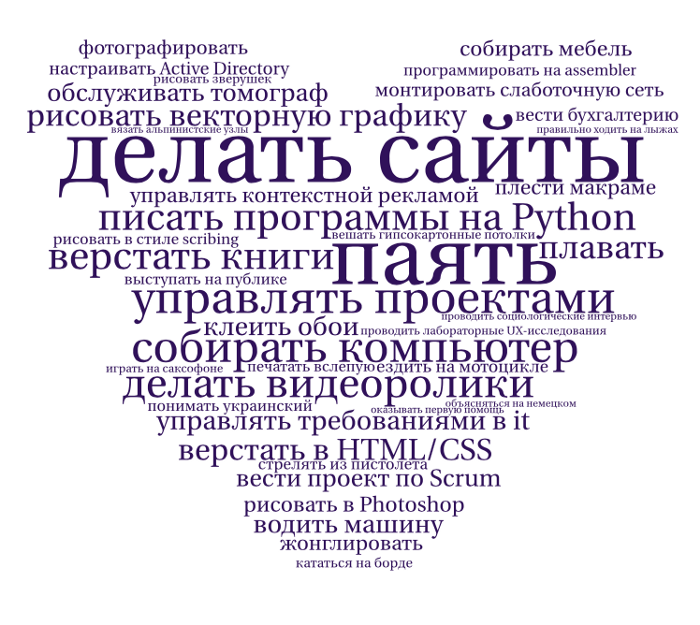 фотографировать
собирать мебель
настраивать Active Directory
программировать на assembler
рисовать зверушек
обслуживать томограф
монтировать слаботочную сеть
рисовать векторную графику
вести бухгалтерию
вязать альпинистские узлы
правильно ходить на лыжах
делать сайты
плести макраме
управлять контекстной рекламой
писать программы на Python
вешать гипсокартонные потолки
рисовать в стиле scribing
плавать
верстать книги
паять
выступать на публике
управлять проектами
проводить социологические интервью
клеить обои
проводить лабораторные UX-исследования
собирать компьютер
играть на саксофоне
печатать вслепую
ездить на мотоцикле
делать видеоролики
понимать украинский
объясняться на немецком
оказывать первую помощь
управлять требованиями в it
верстать в HTML/CSS
стрелять из пистолета
вести проект по Scrum
рисовать в Photoshop
водить машину
жонглировать
кататься на борде